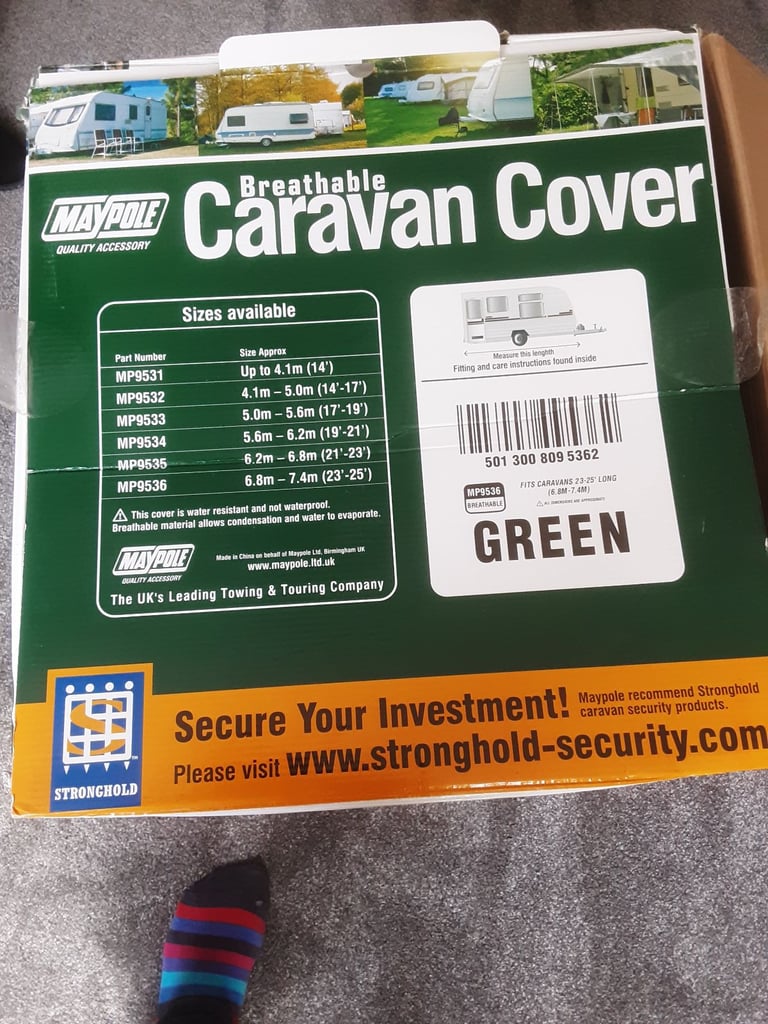 Breathable
Caravan Cover
MAYPOLE
QUALITY ACCESSORY
Sizes available
Part Number Size Approx
MP9531 Up to 4.1m (14')
MP9532 4.1m – 5.0m (14'-17')
MP9533 5.0m – 5.6m (17'-19')
MP9534 5.6m – 6.2m (19'-21')
MP9535 6.2m – 6.8m (21'-23')
MP9536 6.8m – 7.4m (23'-25')
This cover is water resistant and not waterproof.
Breathable material allows condensation and water to evaporate.
MAYPOLE
QUALITY ACCESSORY
Made in China on behalf of Maypole Ltd, Birmingham UK
www.maypole.ltd.uk
The UK's Leading Towing & Touring Company
Measure this lenghth
Fitting and care instructions found inside
501 300 809 5362
MP9536
BREATHABLE
FITS CARAVANS 23-25' LONG
(6.8M-7.4M)
ALL DIMENSIONS ARE APPROXIMATE
GREEN
STRONGHOLD
Secure Your Investment!
Maypole recommend Stronghold
caravan security products.
Please visit www.stronghold-security.com